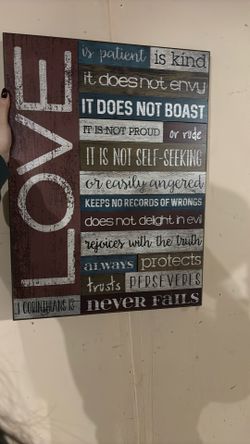 LOVE
is patient is kind
it does not envy
IT DOES NOT BOAST
IT IS NOT PROUD or rude
IT IS NOT SELF-SEEKING
or easily angered
KEEPS NO RECORDS OF WRONGS
does not delight in evil
rejoices with the truth
always protects
trusts PERSEVERES
1 CORINTHIANS 13 never fails